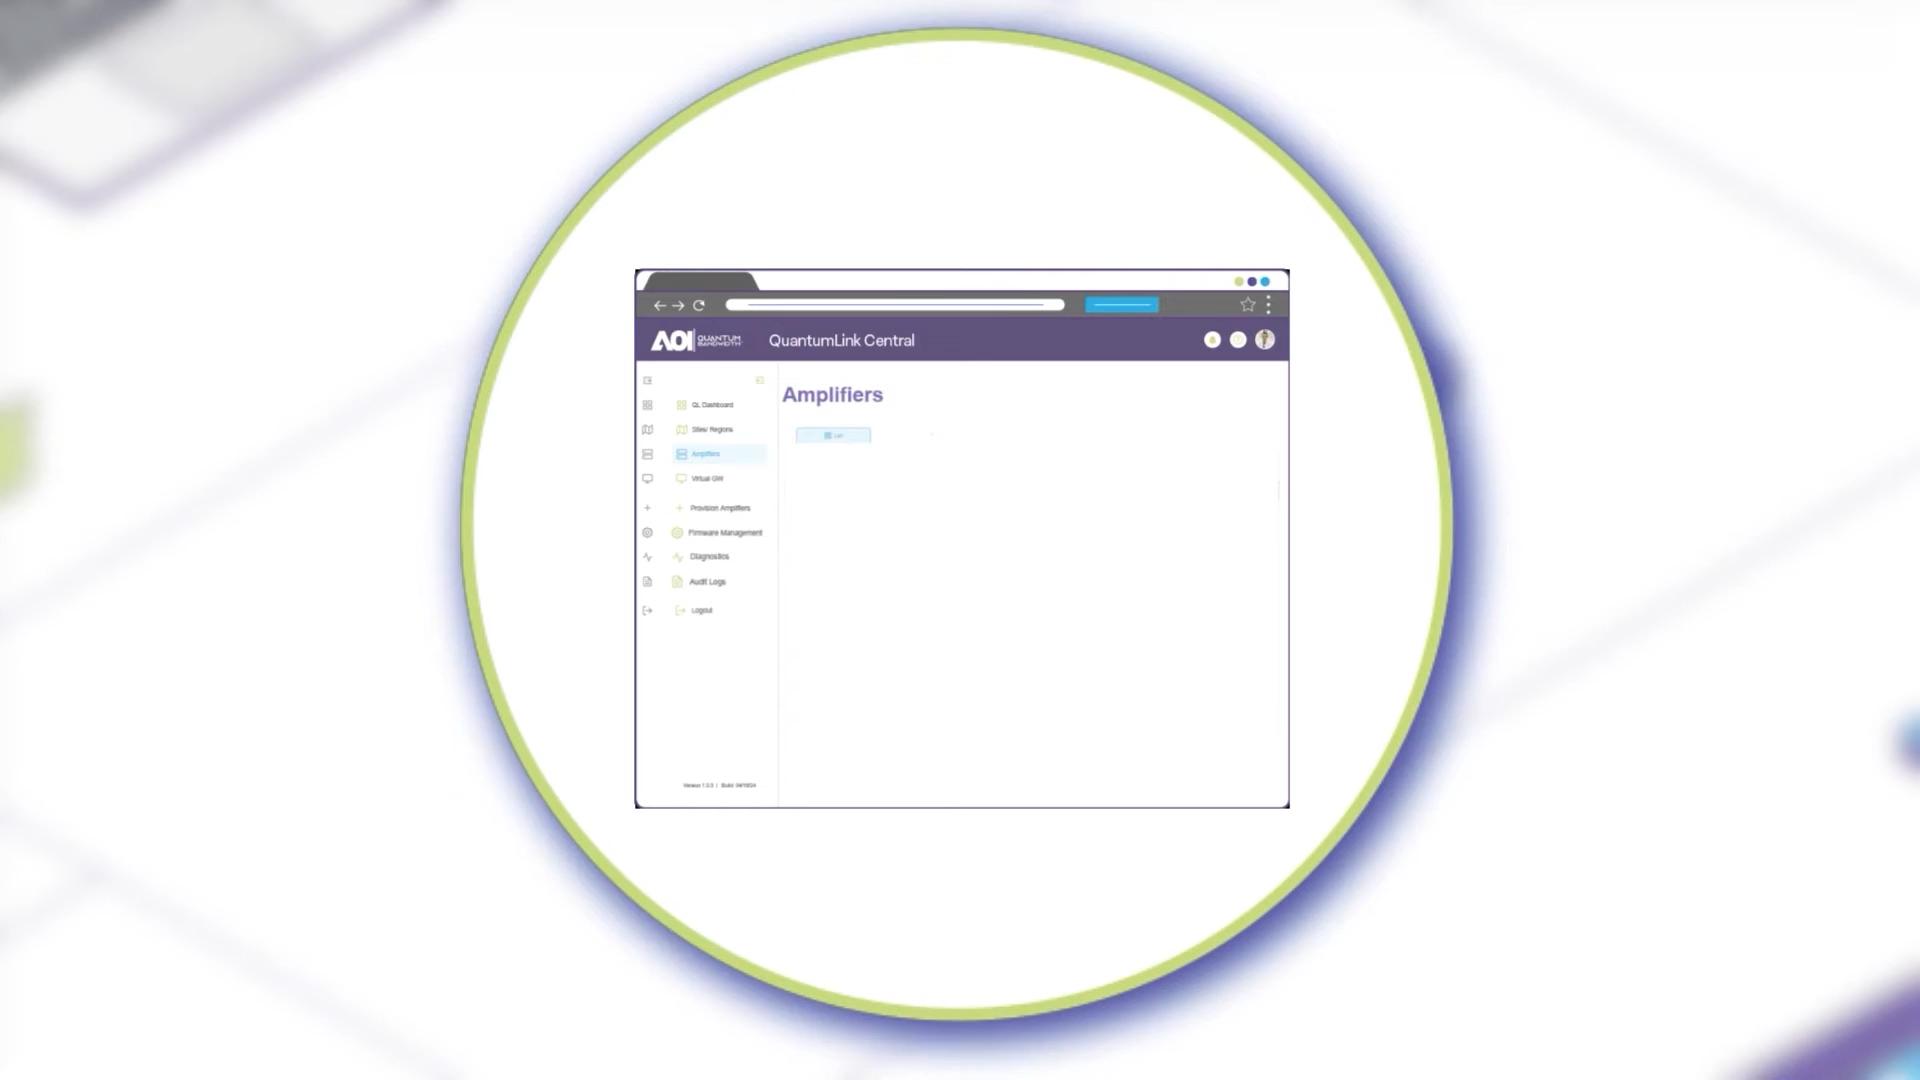 AOI QUANTUM
BANDWIDTH
QuantumLink Central
Amplifiers
List
QL Dashboard
Sites/ Regions
Amplifiers
Virtual GW
Provision Amplifiers
Firmware Management
Diagnostics
Audit Logs
Logout